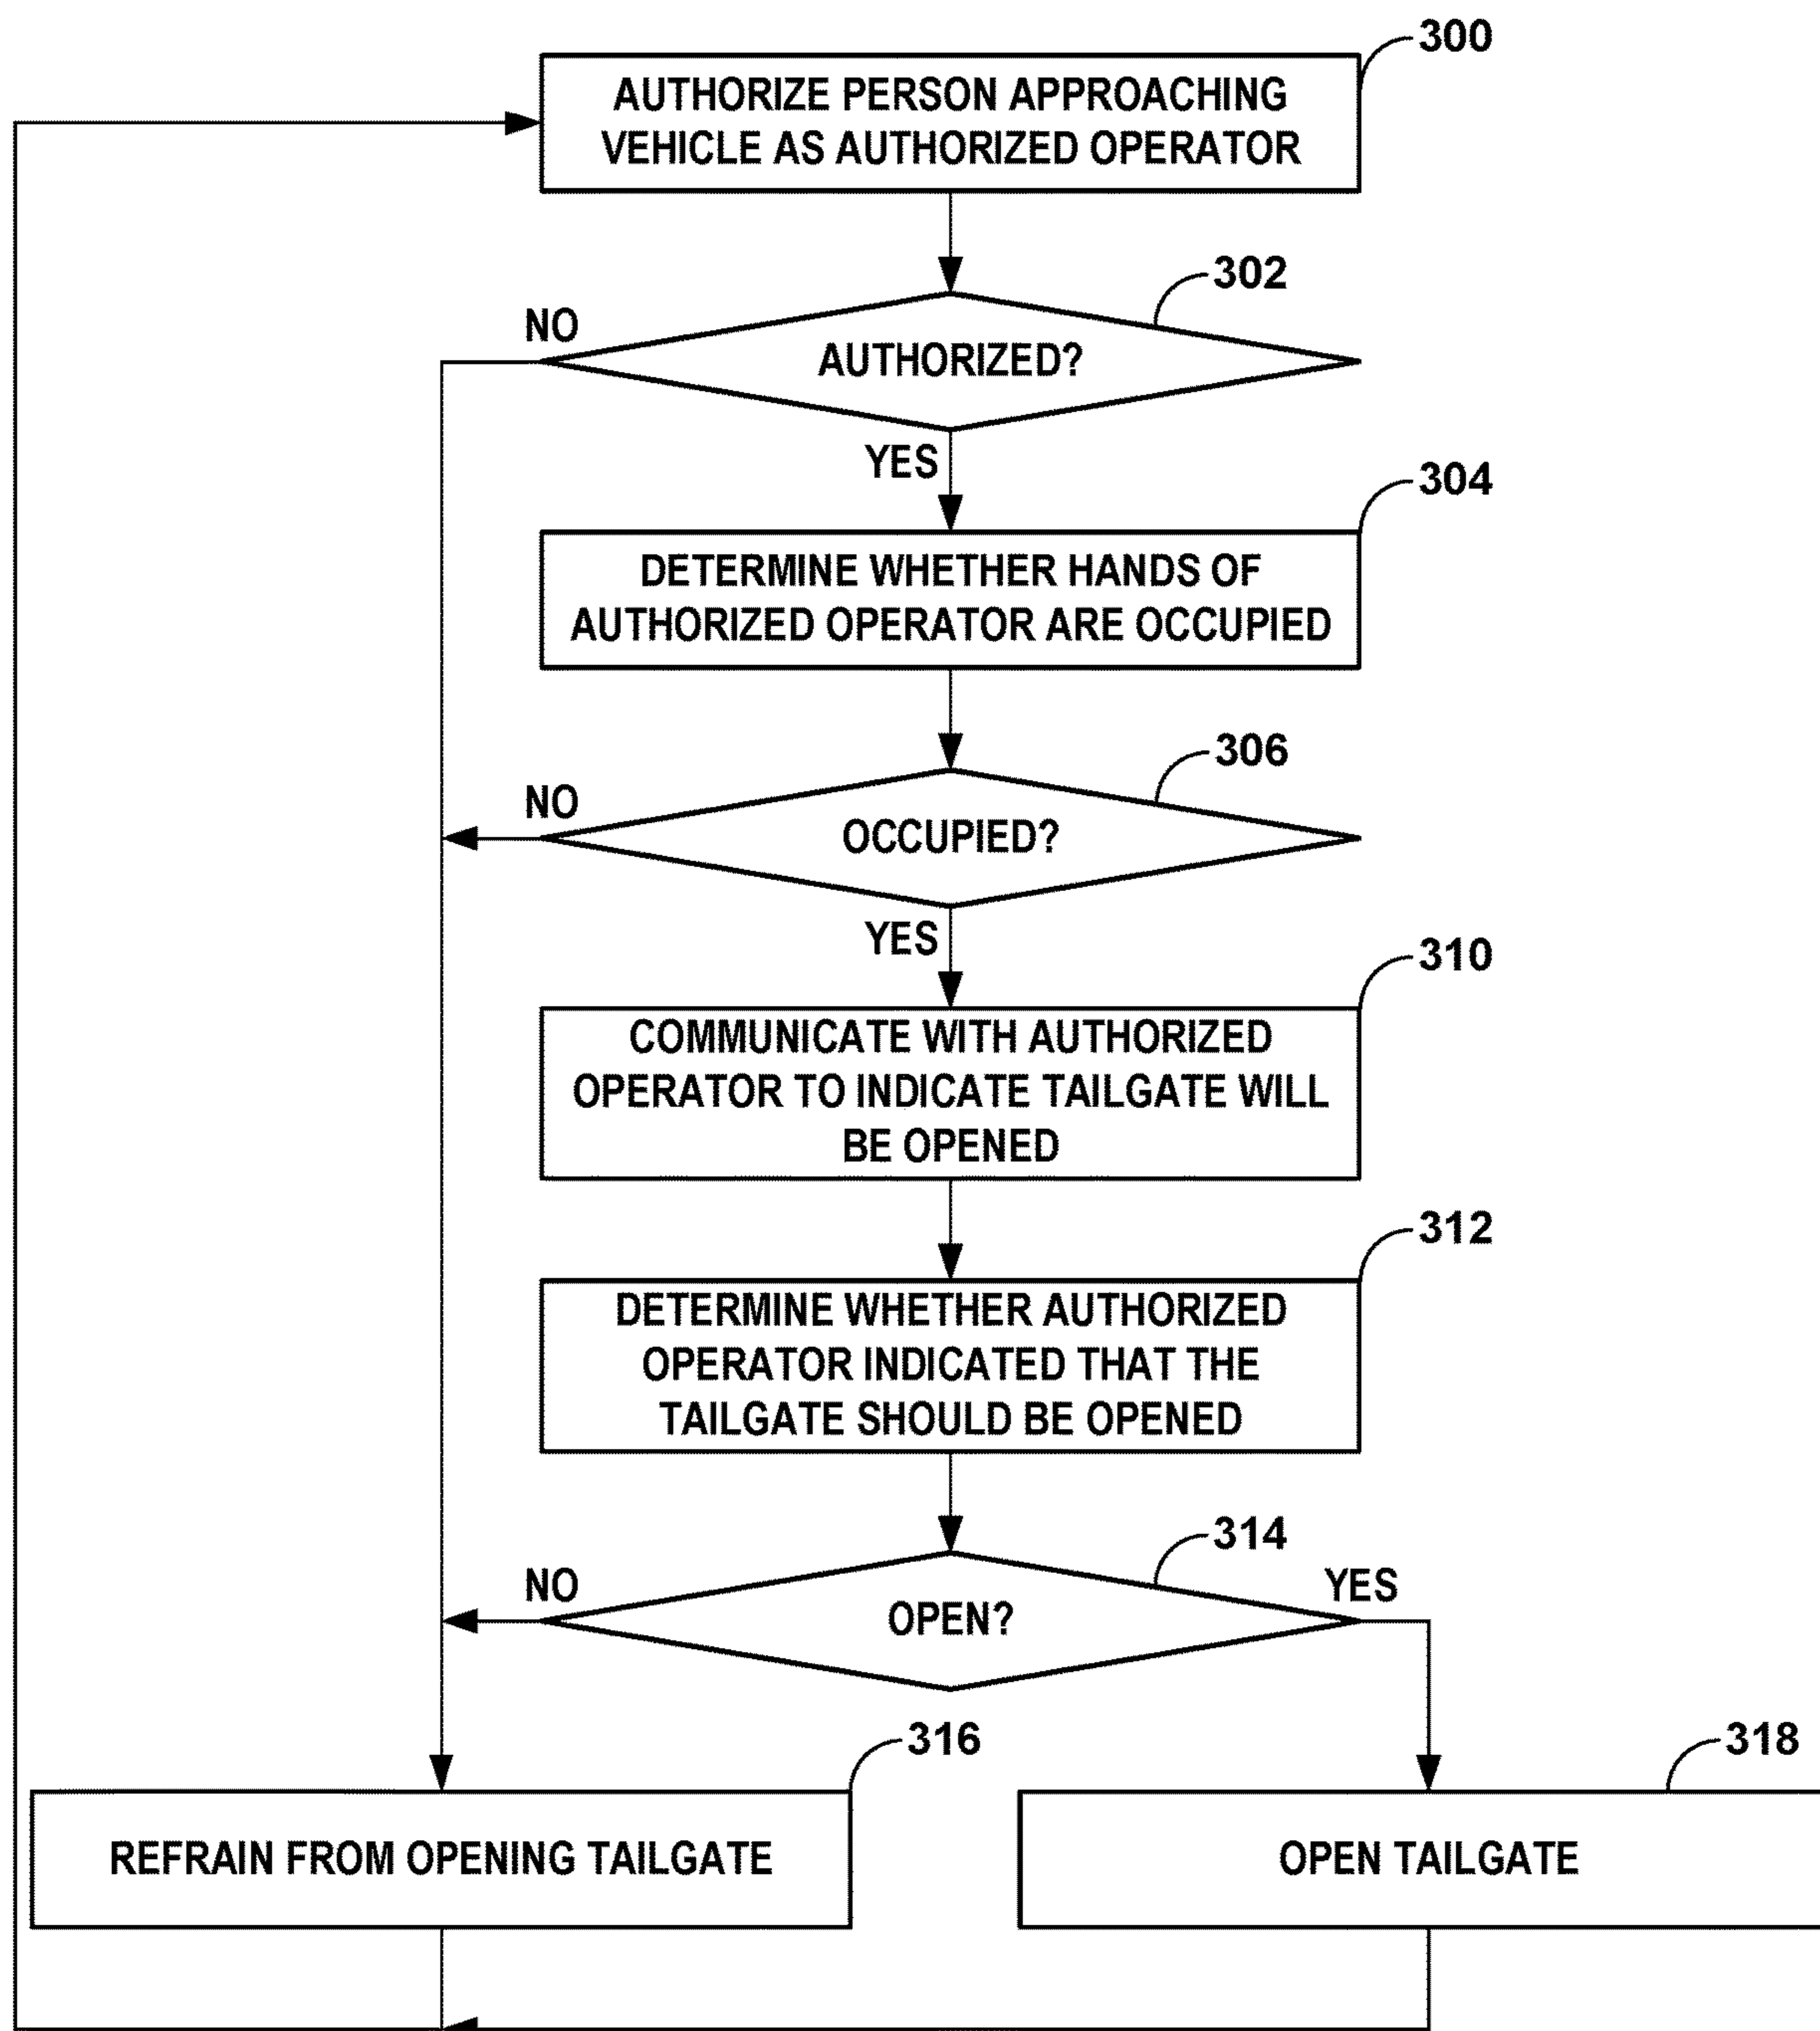 300
AUTHORIZE PERSON APPROACHING
VEHICLE AS AUTHORIZED OPERATOR
302
NO
AUTHORIZED?
YES
304
DETERMINE WHETHER HANDS OF
AUTHORIZED OPERATOR ARE OCCUPIED
306
NO
OCCUPIED?
YES
310
COMMUNICATE WITH AUTHORIZED
OPERATOR TO INDICATE TAILGATE WILL
BE OPENED
312
DETERMINE WHETHER AUTHORIZED
OPERATOR INDICATED THAT THE
TAILGATE SHOULD BE OPENED
314
NO
YES
OPEN?
316
318
REFRAIN FROM OPENING TAILGATE
OPEN TAILGATE